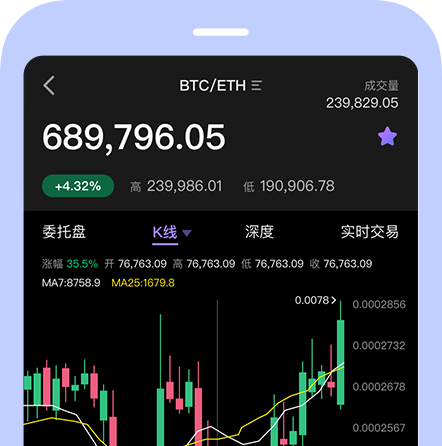 BTC/ETH
成交量
239,829.05
689,796.05
+4.32% 高 239,986.01 低 190,906.78
委托盘 K线 深度 实时交易
涨幅 35.5% 开 76,763.09 高 76,763.09 低 76,763.09 收 76,763.09
MA7:8758.9 MA25:1679.8
0.0078
0.0002856
0.0002732
0.0002678
0.0002567